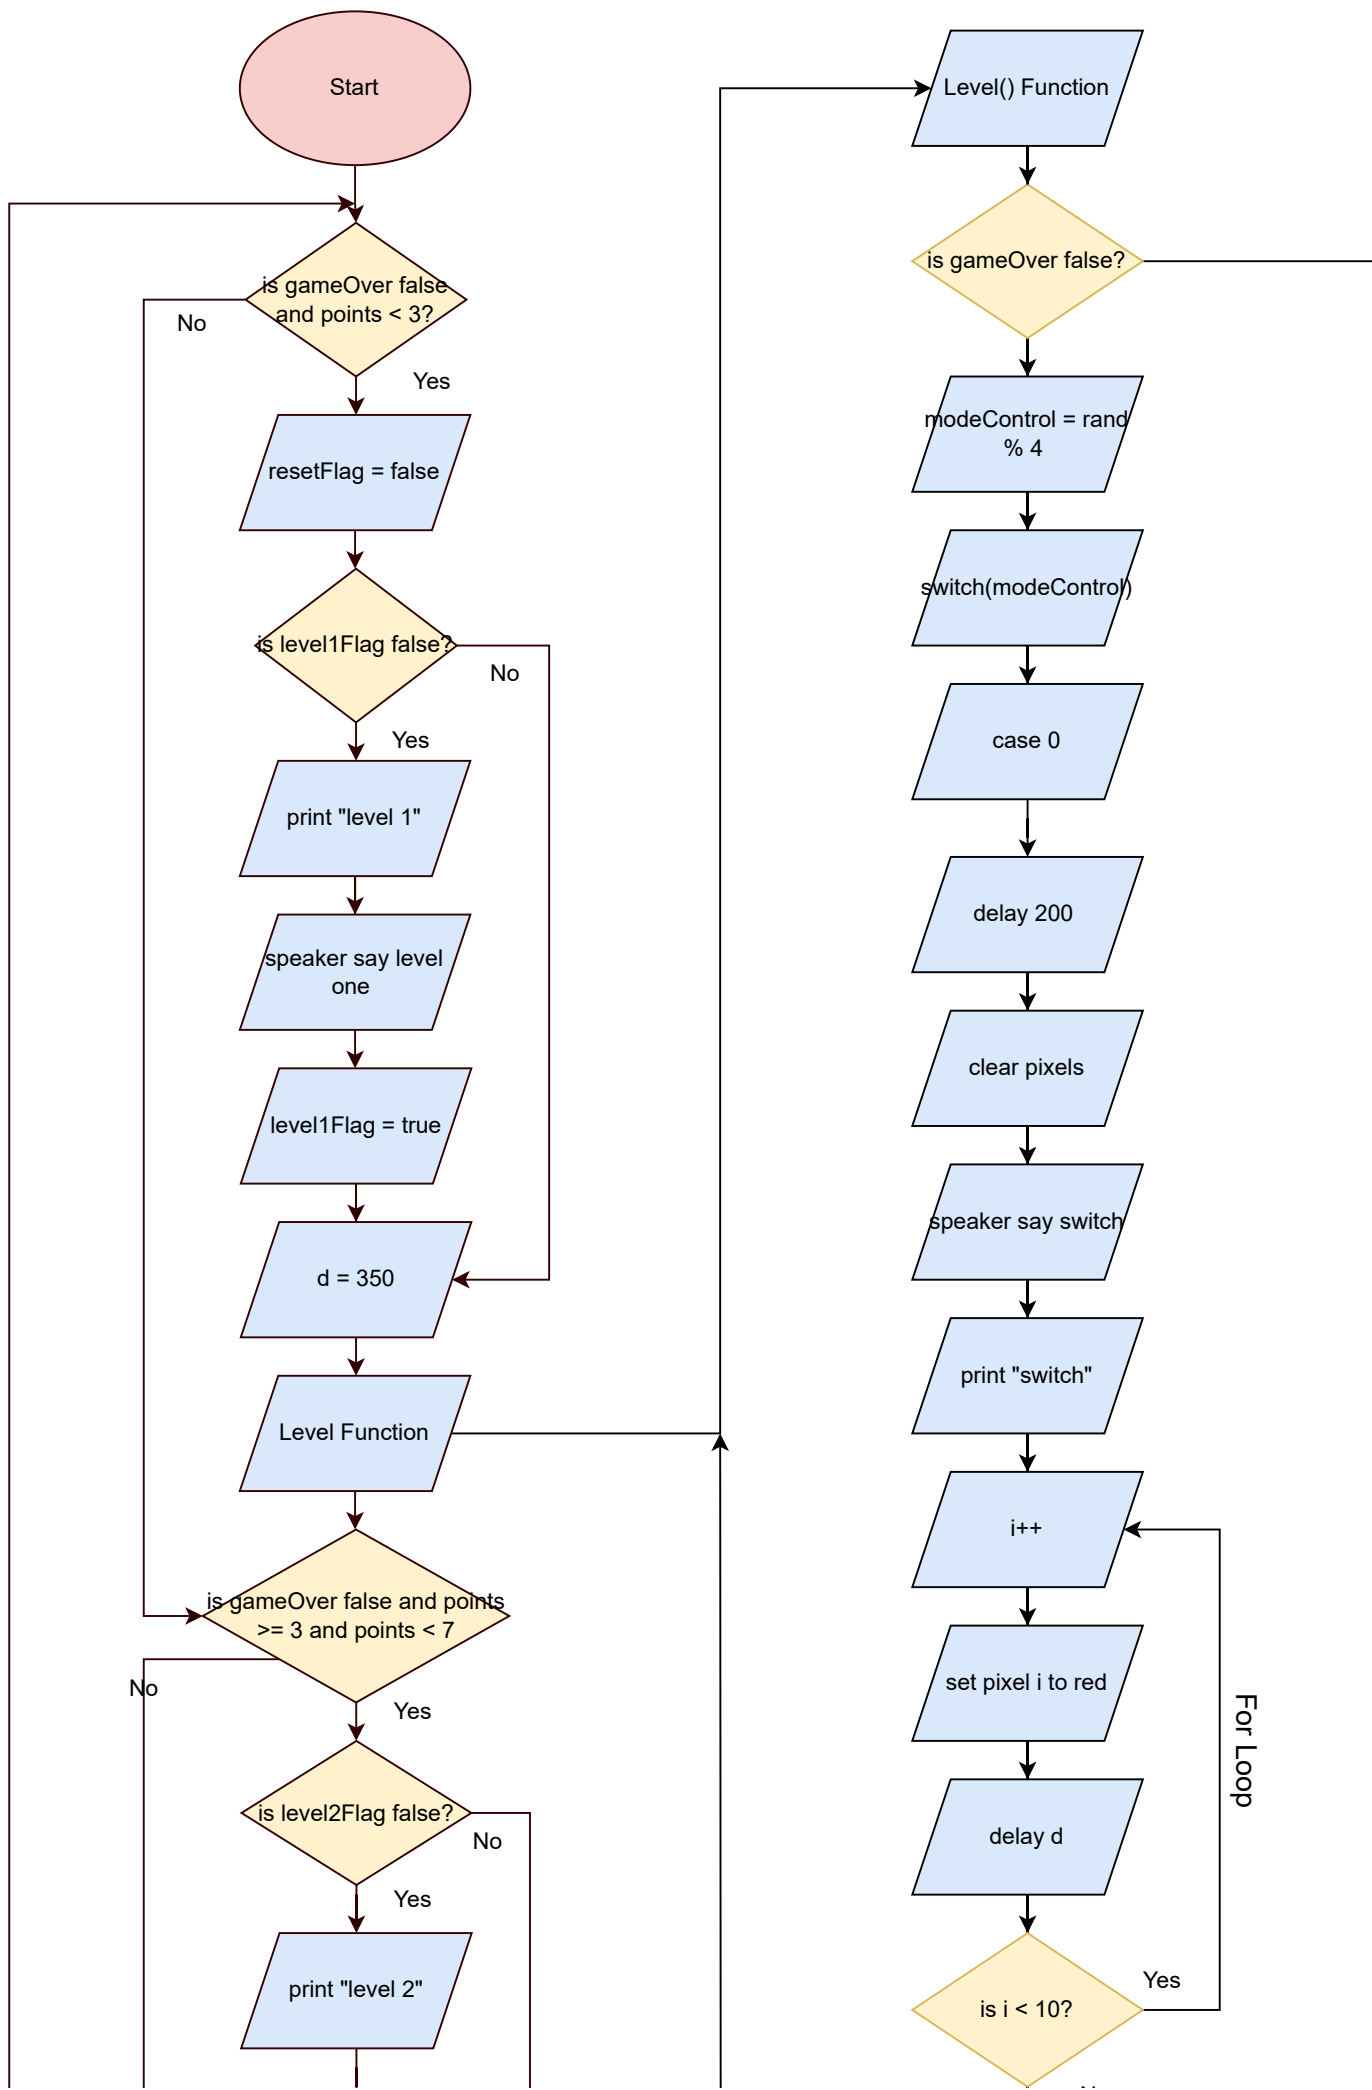 Start
is gameOver false
and points < 3?
No
Yes
resetFlag = false
is level1Flag false?
No
Yes
print "level 1"
speaker say level
one
level1Flag = true
d = 350
Level Function
is gameOver false and points
>= 3 and points < 7
No
Yes
is level2Flag false?
No
Yes
print "level 2"
Level() Function
is gameOver false?
modeControl = rand
% 4
switch(modeControl)
case 0
delay 200
clear pixels
speaker say switch
print "switch"
i++
set pixel i to red
For Loop
delay d
Yes
is i < 10?